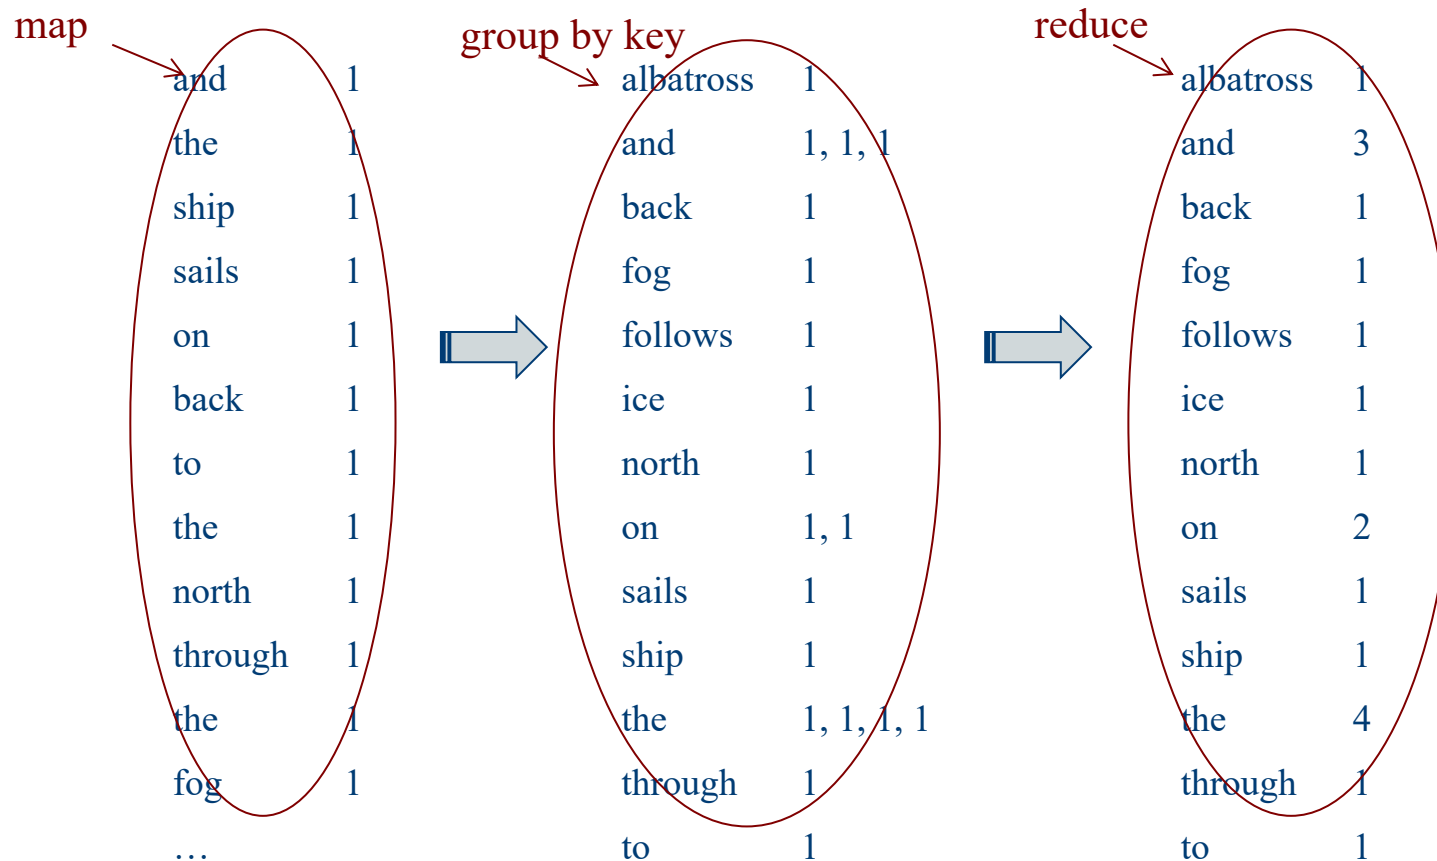 map
and 1
the 1
ship 1
sails 1
on 1
back 1
to 1
the 1
north 1
through 1
the 1
fog 1
…
group by key
albatross 1
and 1, 1, 1
back 1
fog 1
follows 1
ice 1
north 1
on 1, 1
sails 1
ship 1
the 1, 1, 1, 1
through 1
to 1
reduce
albatross 1
and 3
back 1
fog 1
follows 1
ice 1
north 1
on 2
sails 1
ship 1
the 4
through 1
to 1